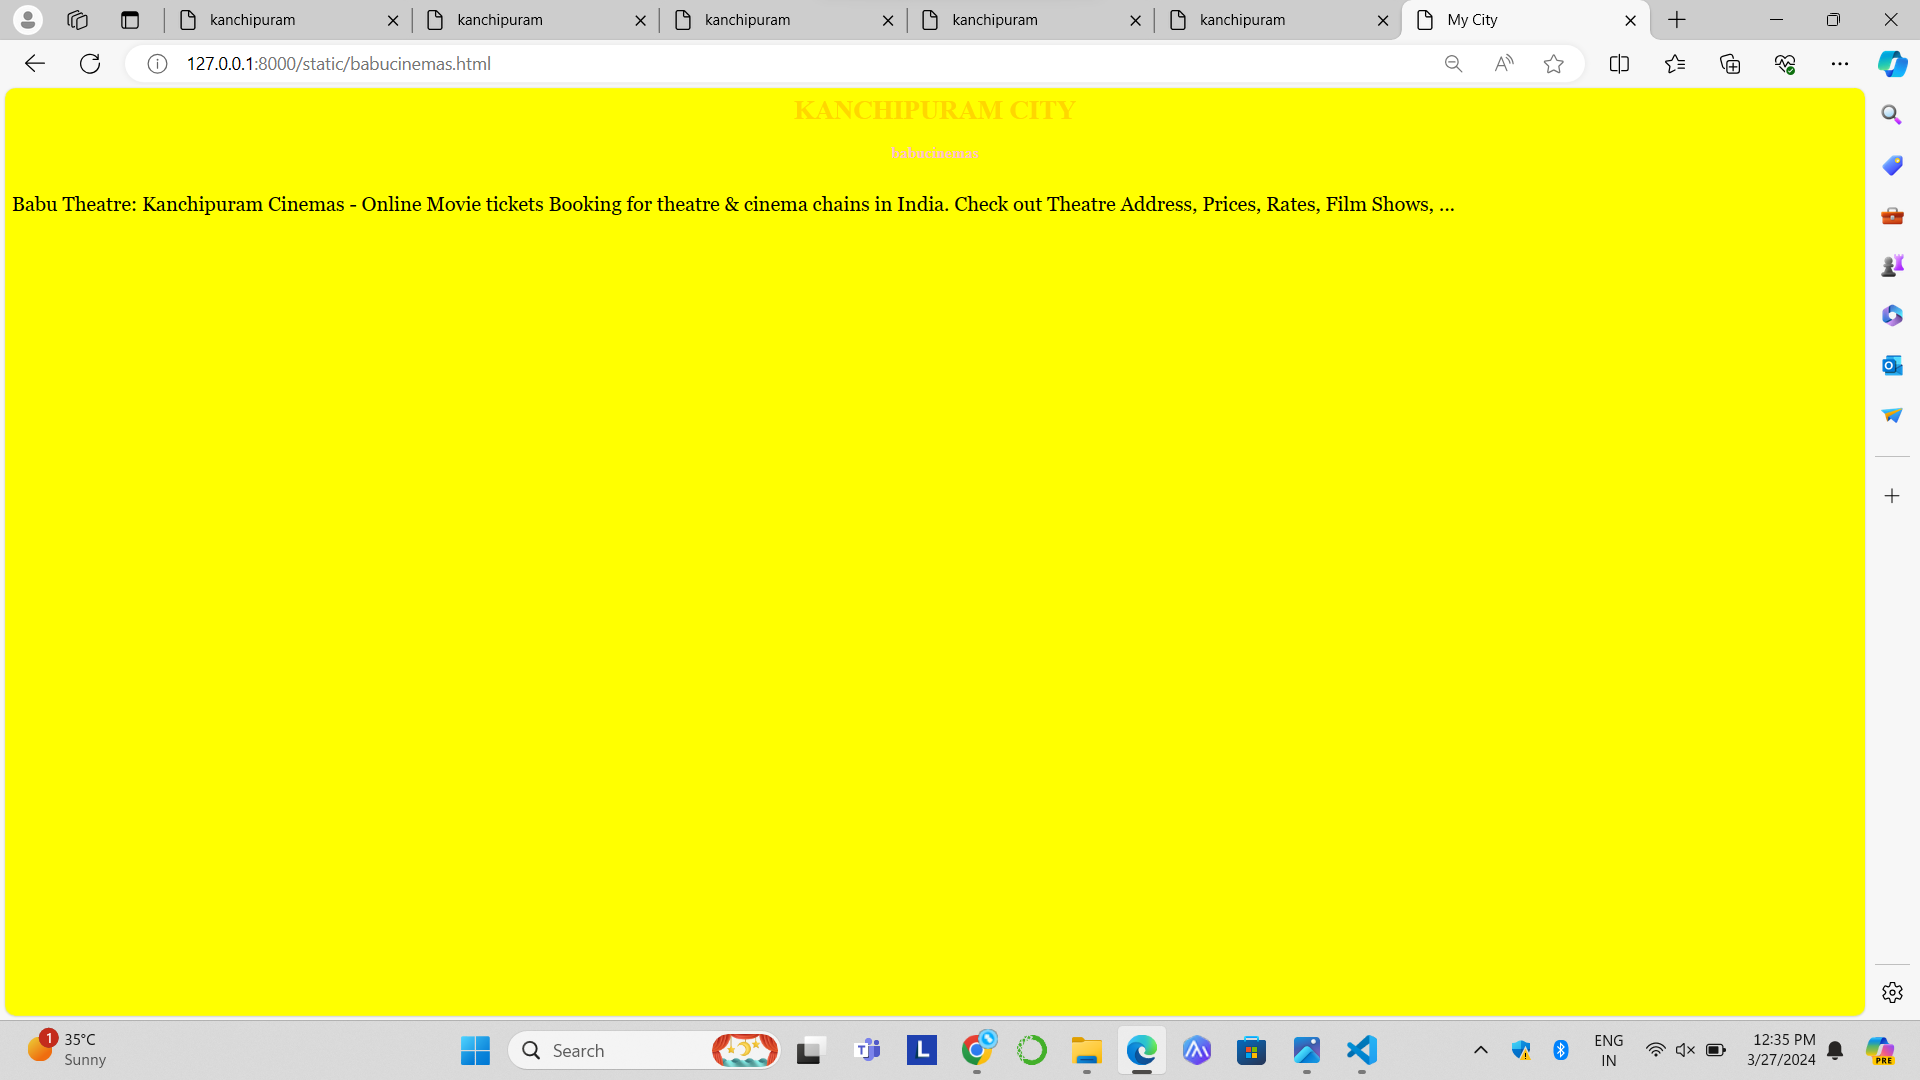 kanchipuram
kanchipuram
kanchipuram
kanchipuram
kanchipuram
My City
127.0.0.1:8000/static/babucinemas.html
KANCHIPURAM CITY
babucinemas
Babu Theatre: Kanchipuram Cinemas - Online Movie tickets Booking for theatre & cinema chains in India. Check out Theatre Address, Prices, Rates, Film Shows, ...
1
35°C
Sunny
Search
L
ENG
IN
12:35 PM
3/27/2024
PRE